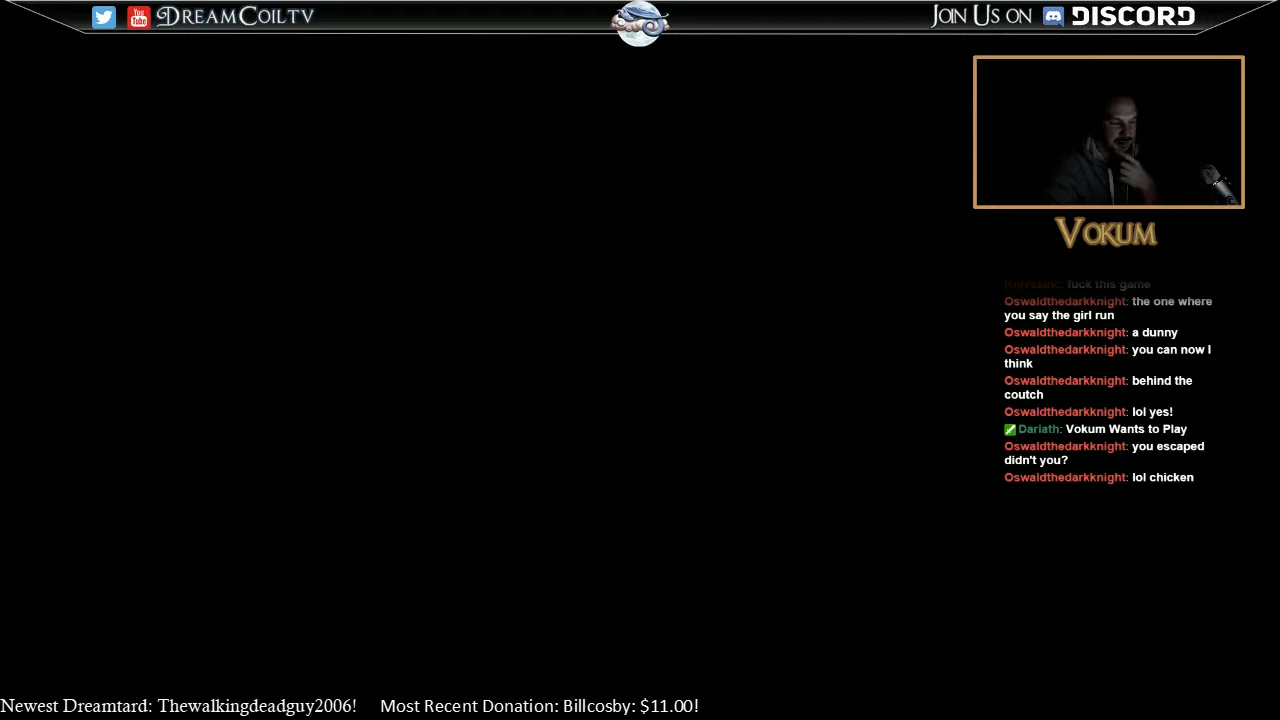 DreamCoiltv
Join Us on DISCORD
Vokum
fuck this game
Oswaldthedarkknight: the one where
you say the girl run
Oswaldthedarkknight: a dunny
Oswaldthedarkknight: you can now I
think
Oswaldthedarkknight: behind the
coutch
Oswaldthedarkknight: lol yes!
Dariath: Vokum Wants to Play
Oswaldthedarkknight: you escaped
didn't you?
Oswaldthedarkknight: lol chicken
Newest Dreamtard: Thewalkingdeadguy2006! Most Recent Donation: Billcosby: $11.00!